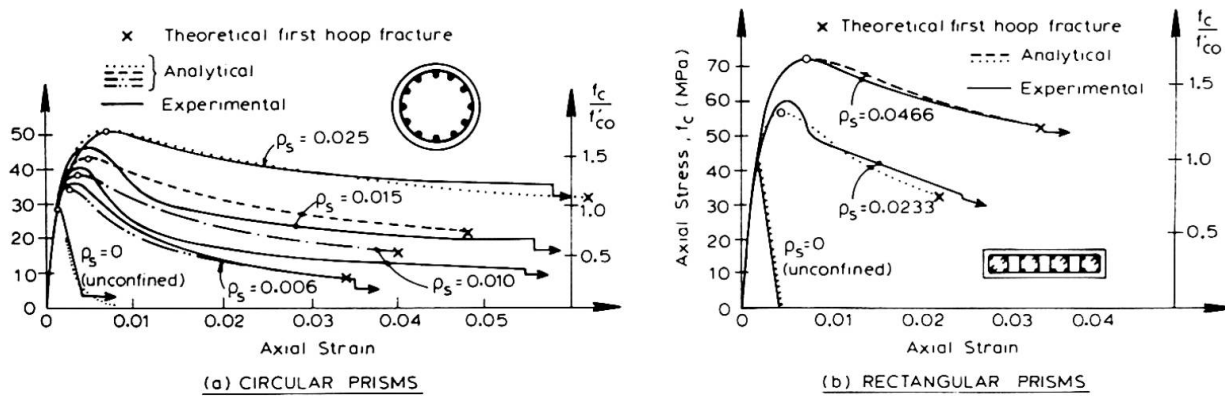 × Theoretical first hoop fracture
Analytical
Experimental
f_c
f'_co
50
40
30
20
10
0
ρ_s=0.025
ρ_s=0.015
ρ_s=0.010
ρ_s=0.006
ρ_s=0
(unconfined)
1.5
1.0
0.5
0
0.01
0.02
0.03
0.04
0.05
Axial Strain
(a) CIRCULAR PRISMS
× Theoretical first hoop fracture
Analytical
Experimental
f_c
f'_co
Axial Stress, f_c (MPa)
70
60
50
40
30
20
10
0
ρ_s=0.0466
ρ_s=0.0233
ρ_s=0
(unconfined)
1.5
1.0
0.5
0
0.01
0.02
0.03
0.04
Axial Strain
(b) RECTANGULAR PRISMS